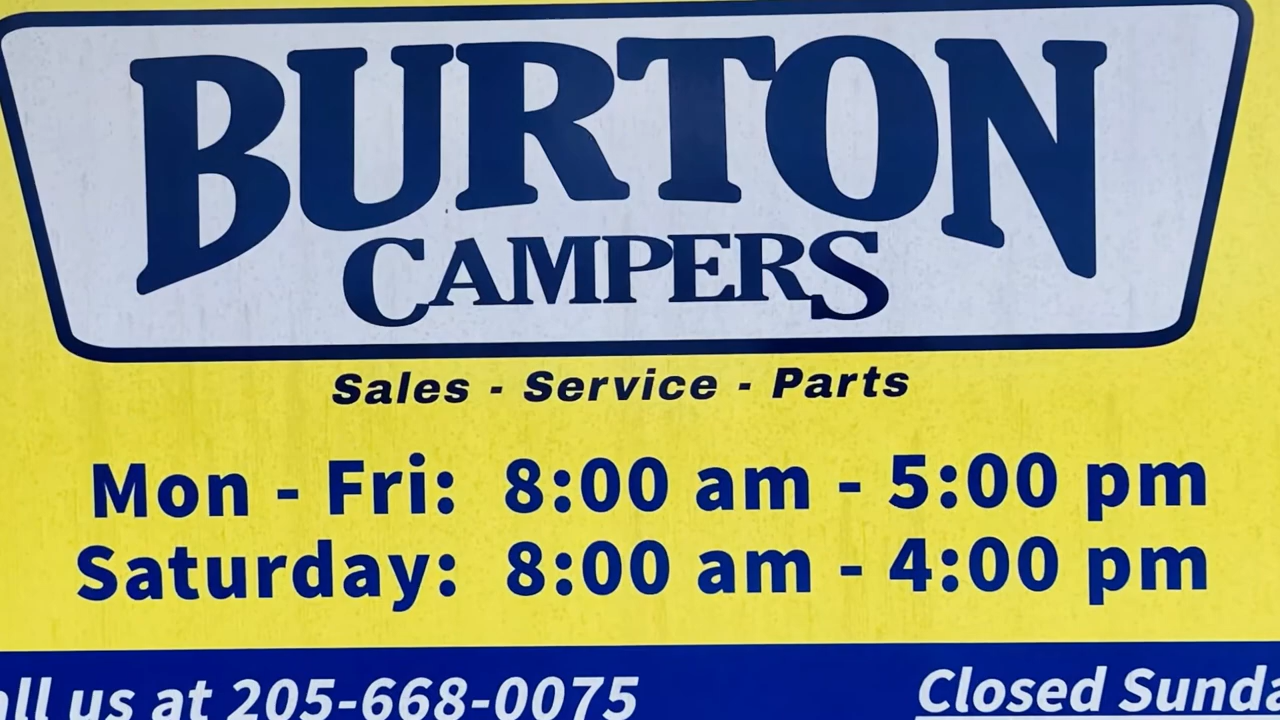 BURTON
CAMPERS
Sales - Service - Parts
Mon - Fri: 8:00 am - 5:00 pm
Saturday: 8:00 am - 4:00 pm
all us at 205-668-0075
Closed Sunda